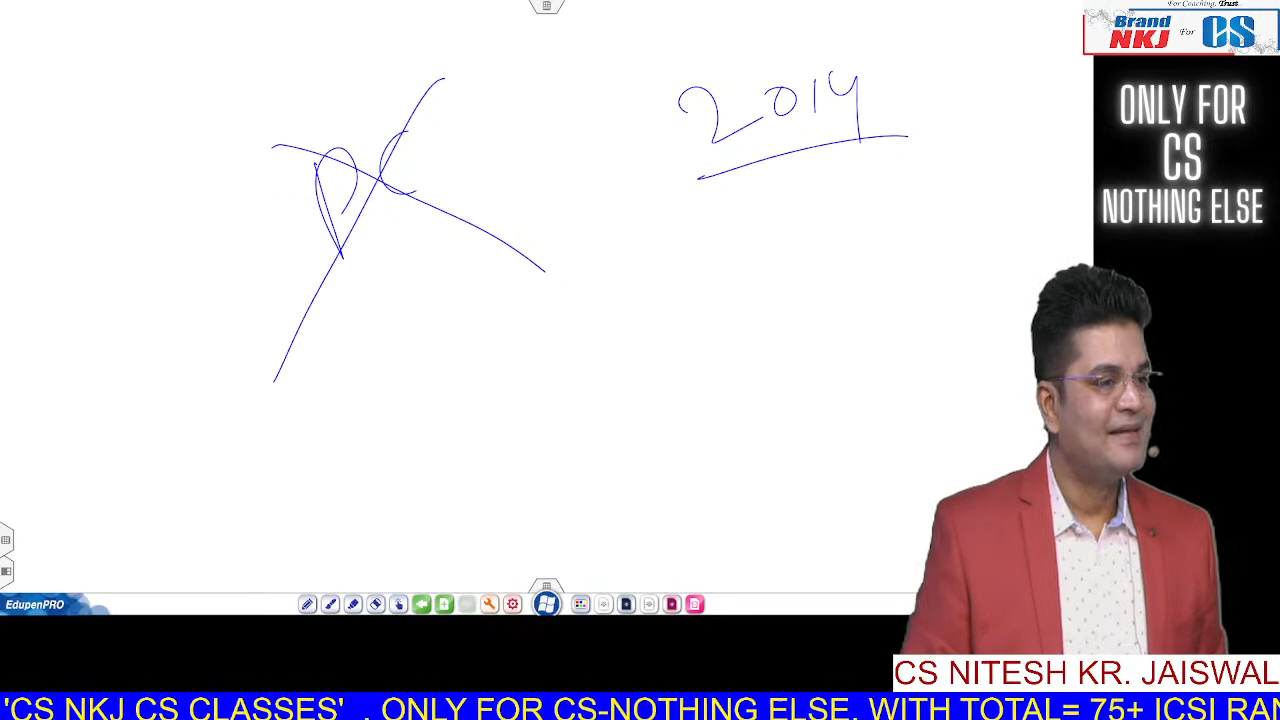 For Coaching, Trust
Brand
NKJ For CS
2014
ONLY FOR
CS
NOTHING ELSE
EdupenPRO
CS NITESH KR. JAISWAL
'CS NKJ CS CLASSES' , ONLY FOR CS-NOTHING ELSE, WITH TOTAL= 75+ ICSI RAN